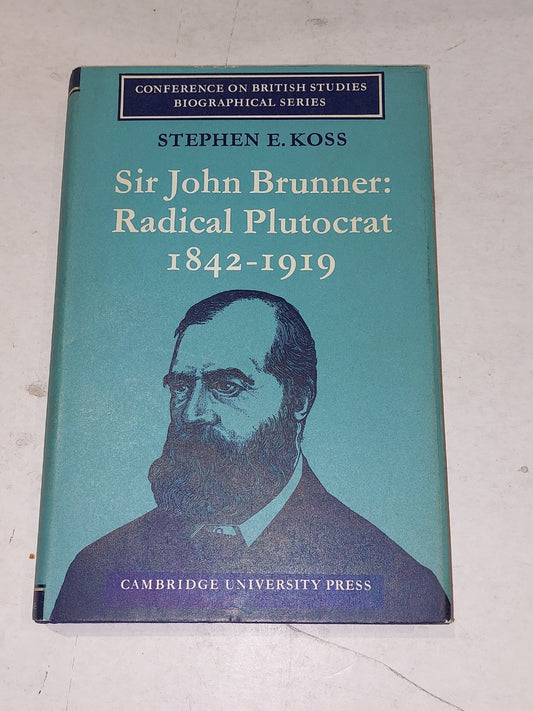 CONFERENCE ON BRITISH STUDIES
BIOGRAPHICAL SERIES
STEPHEN E. KOSS
Sir John Brunner:
Radical Plutocrat
1842-1919
CAMBRIDGE UNIVERSITY PRESS